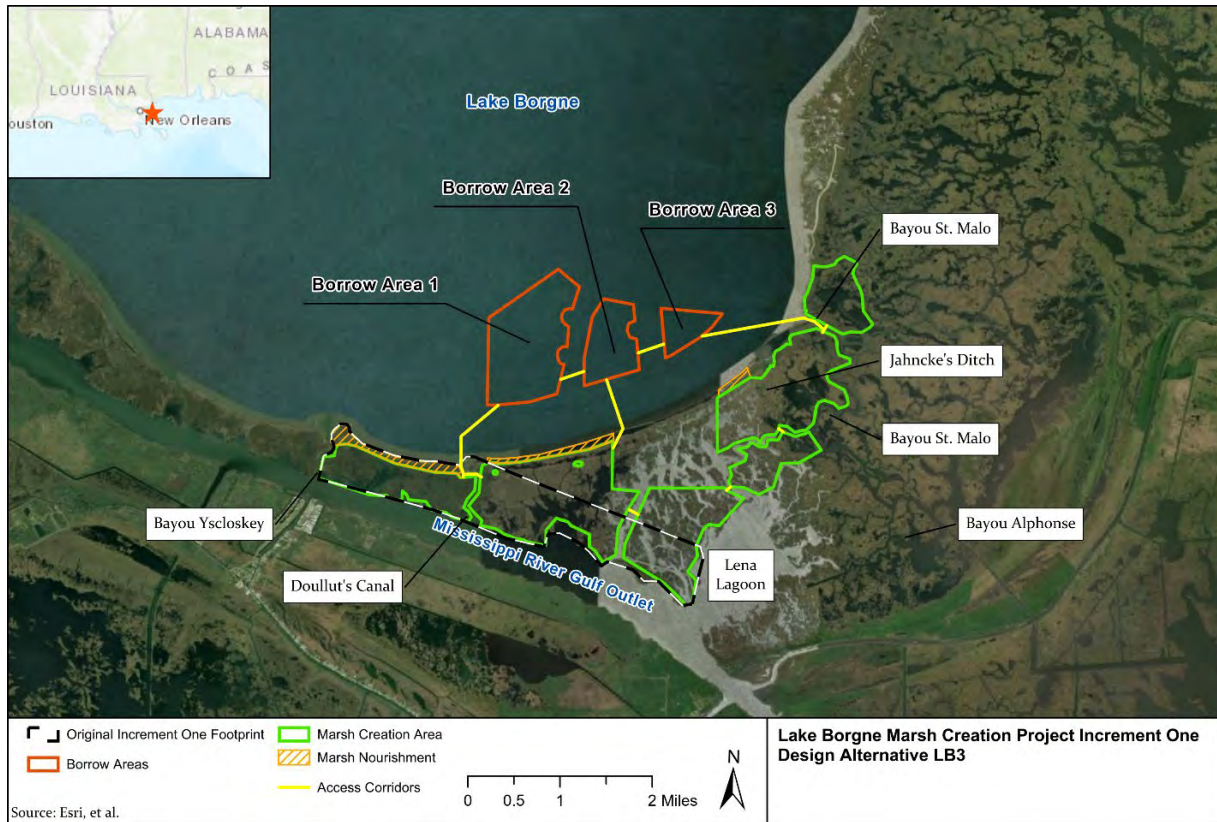 ALABAMA
C O A S
LOUISIANA
New Orleans
ouston
Lake Borgne
Borrow Area 2
Borrow Area 3
Borrow Area 1
Bayou St. Malo
Jahncke's Ditch
Bayou St. Malo
Bayou Yscloskey
Bayou Alphonse
Doullut's Canal
Mississippi River Gulf Outlet
Lena
Lagoon
Original Increment One Footprint
Borrow Areas
Marsh Creation Area
Marsh Nourishment
Access Corridors
0 0.5 1 2 Miles
N
Lake Borgne Marsh Creation Project Increment One
Design Alternative LB3
Source: Esri, et al.